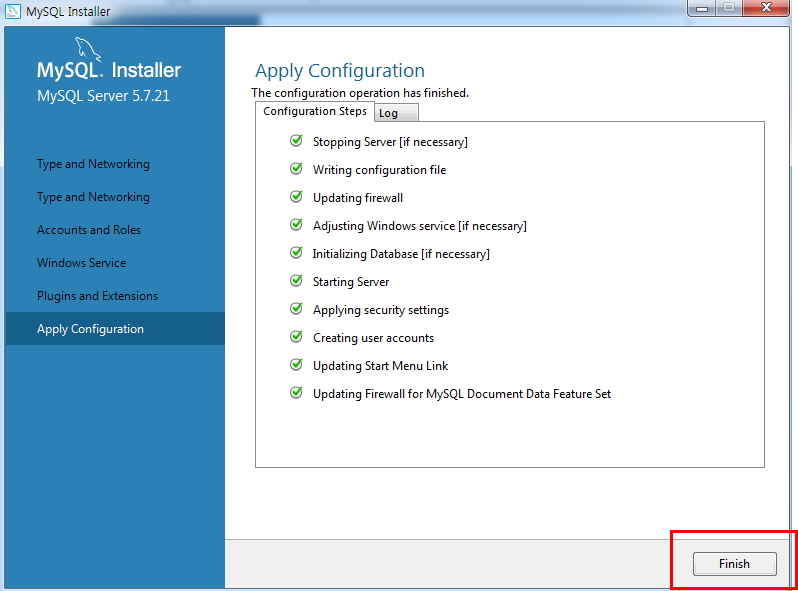 MySQL Installer
MySQL. Installer
MySQL Server 5.7.21
Type and Networking
Type and Networking
Accounts and Roles
Windows Service
Plugins and Extensions
Apply Configuration
Apply Configuration
The configuration operation has finished.
Configuration Steps Log
Stopping Server [if necessary]
Writing configuration file
Updating firewall
Adjusting Windows service [if necessary]
Initializing Database [if necessary]
Starting Server
Applying security settings
Creating user accounts
Updating Start Menu Link
Updating Firewall for MySQL Document Data Feature Set
Finish